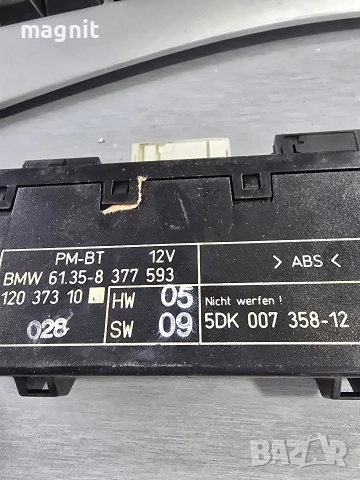 magnit
PM-BT 12V
BMW 61.35-8 377 593
120 373 10 HW 05
028 SW 09
> ABS <
Nicht werfen !
5DK 007 358-12
BAZAR